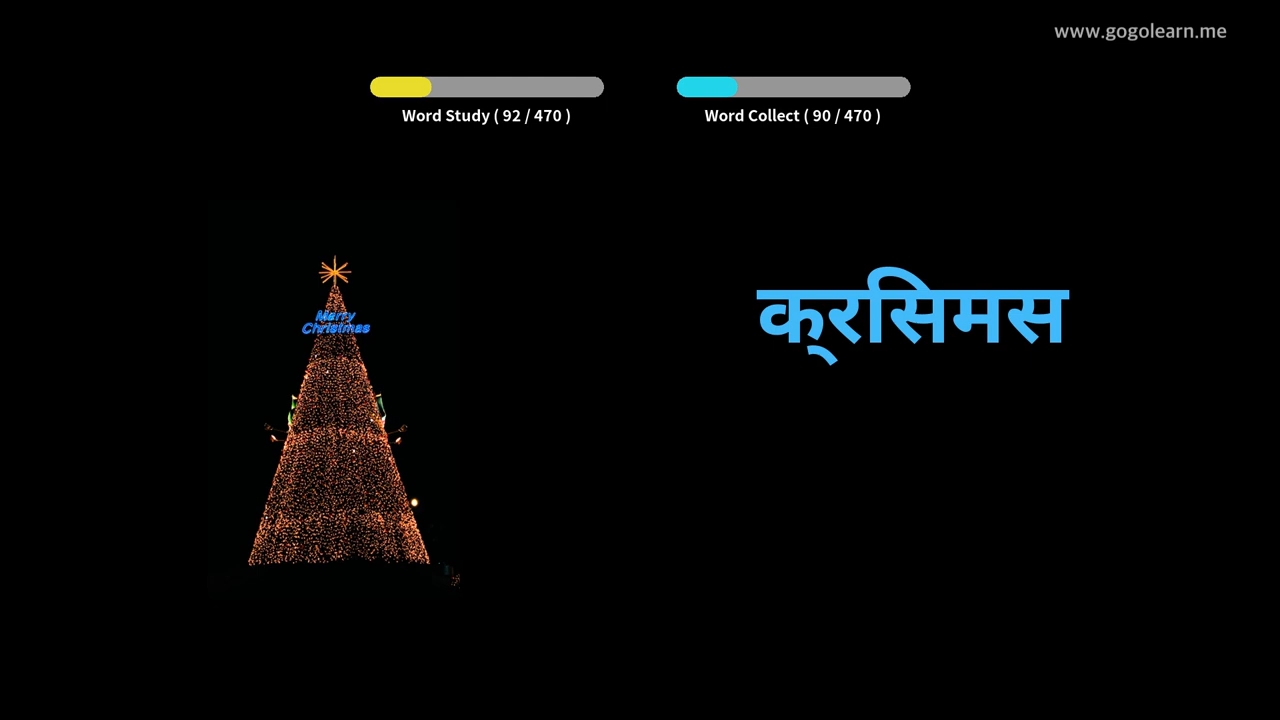 www.gogolearn.me
Word Study ( 92 / 470 )
Word Collect ( 90 / 470 )
Merry
Christmas
क्‌रसिमस